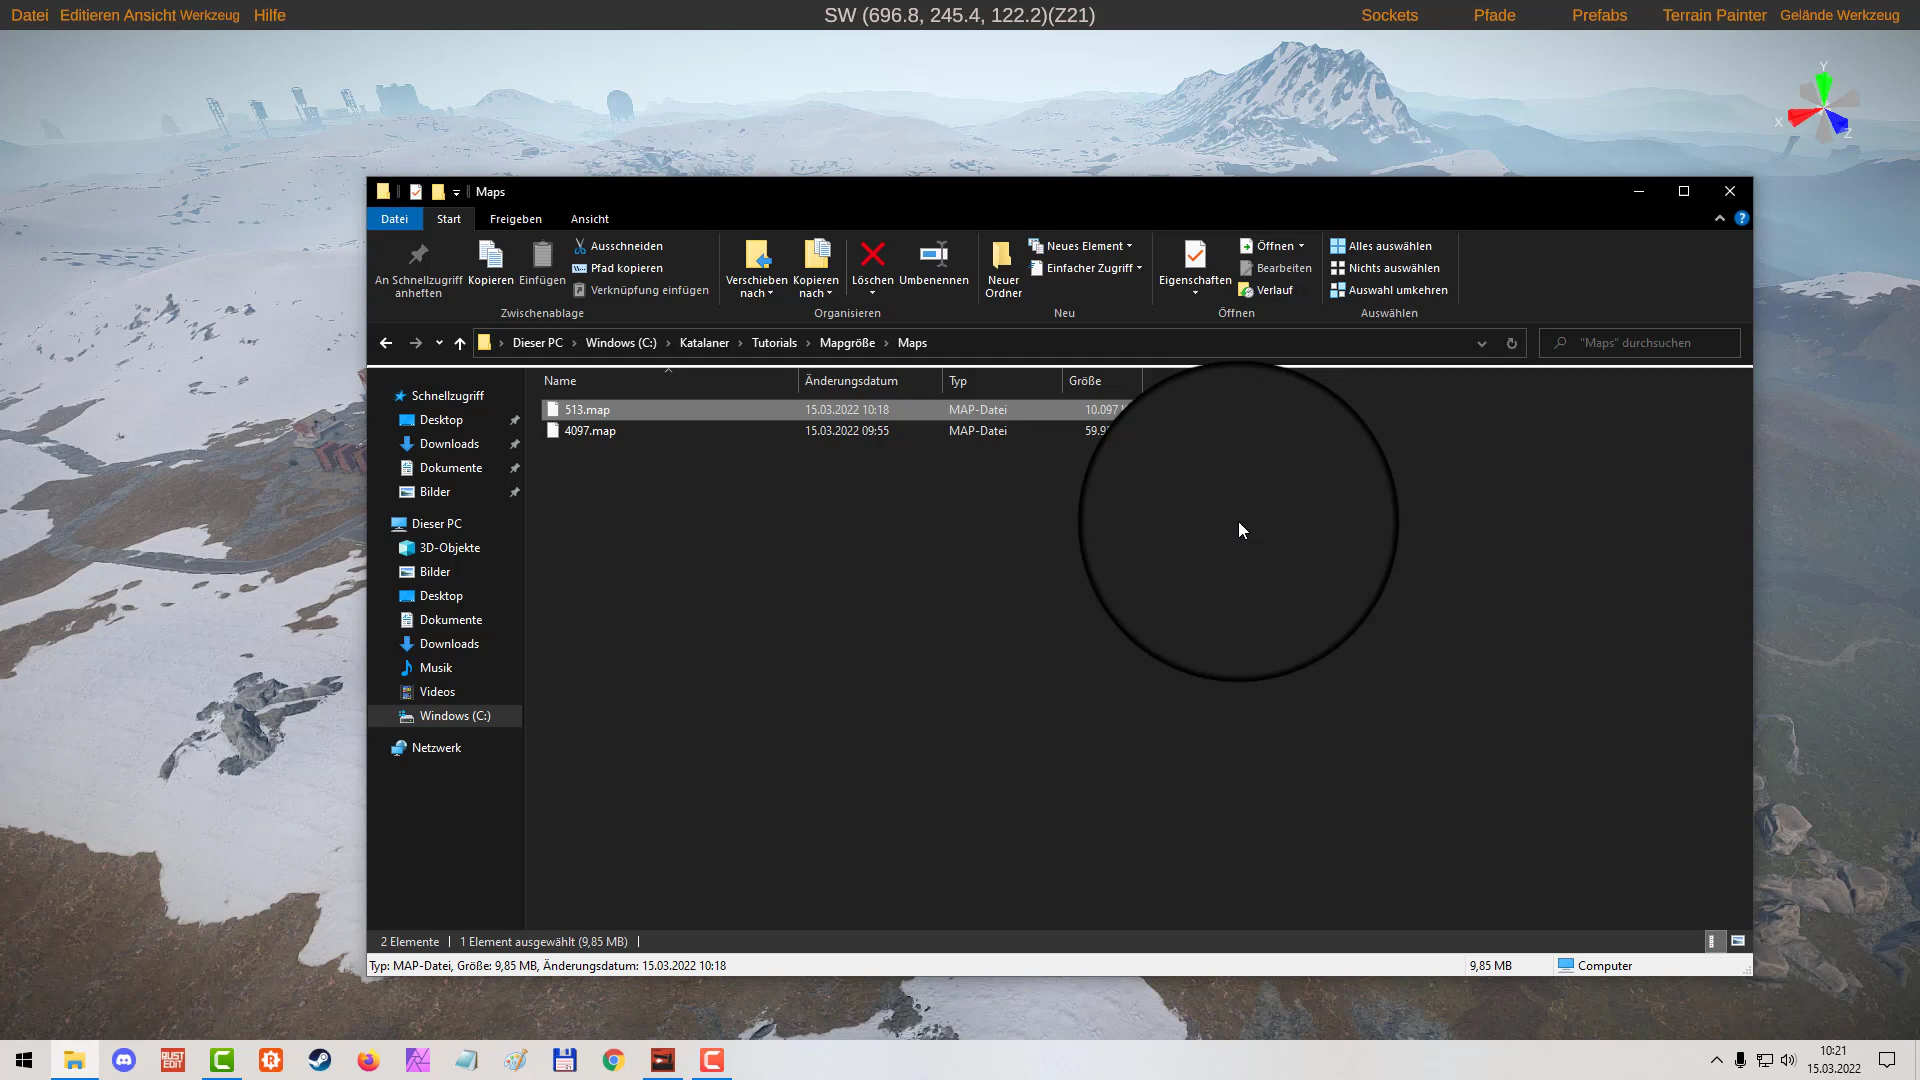 Datei Editieren Ansicht Werkzeug Hilfe
SW (696.8, 245.4, 122.2)(Z21)
Sockets Pfade Prefabs Terrain Painter Gelände Werkzeug
Y
X
Z
Maps
Datei Start Freigeben Ansicht
An Schnellzugriff anheften
Kopieren
Einfügen
Ausschneiden
Pfad kopieren
Verknüpfung einfügen
Zwischenablage
Verschieben nach
Kopieren nach
Löschen
Umbenennen
Organisieren
Neuer Ordner
Neues Element
Einfacher Zugriff
Neu
Eigenschaften
Öffnen
Bearbeiten
Verlauf
Öffnen
Alles auswählen
Nichts auswählen
Auswahl umkehren
Auswählen
Dieser PC › Windows (C:) › Katalaner › Tutorials › Mapgröße › Maps
"Maps" durchsuchen
Name Änderungsdatum Typ Größe
513.map 15.03.2022 10:18 MAP-Datei 10.097
4097.map 15.03.2022 09:55 MAP-Datei
Schnellzugriff
Desktop
Downloads
Dokumente
Bilder
Dieser PC
3D-Objekte
Bilder
Desktop
Dokumente
Downloads
Musik
Videos
Windows (C:)
Netzwerk
2 Elemente
1 Element ausgewählt (9,85 MB)
Typ: MAP-Datei, Größe: 9,85 MB, Änderungsdatum: 15.03.2022 10:18
9,85 MB
Computer
RUST EDIT
10:21
15.03.2022